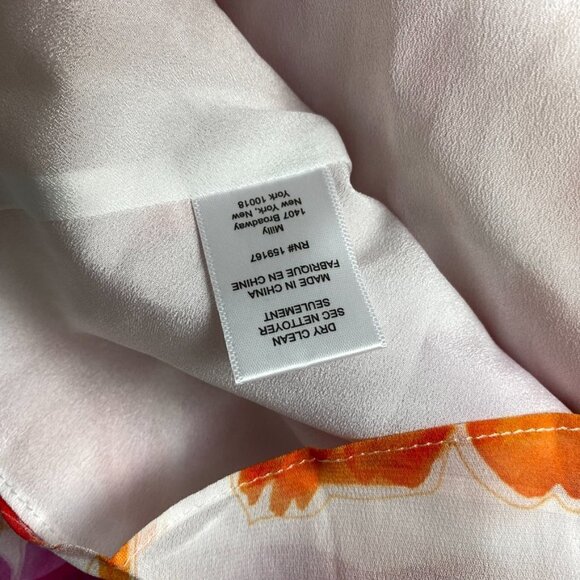 DRY CLEAN
SEC NETTOYER
SEULEMENT
MADE IN CHINA
FABRIQUE EN CHINE
RN# 159167
Milly
1407 Broadway
New York, New
York 10018